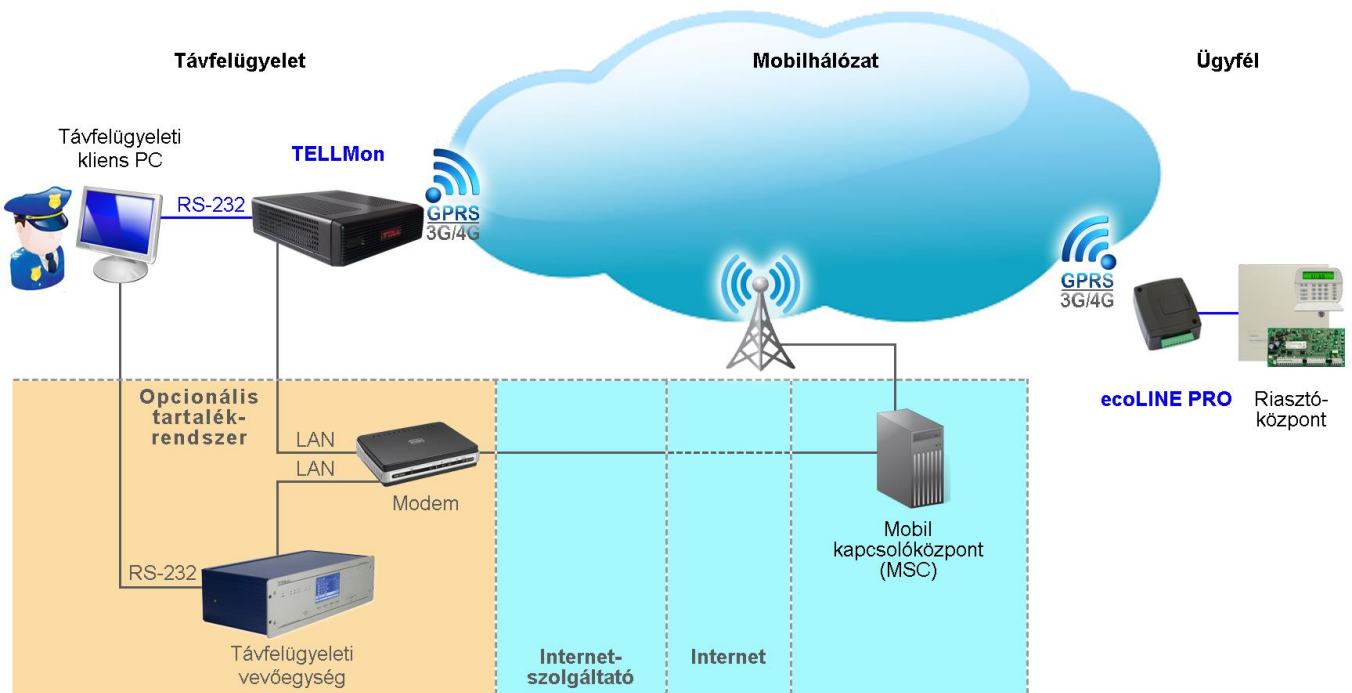 Távfelügyelet
Mobilhálózat
Ügyfél
Távfelügyeleti
kliens PC
TELLMon
RS-232
GPRS
3G/4G
GPRS
3G/4G
ecoLINE PRO
Riasztó-
központ
Opcionális
tartalék-
rendszer
LAN
LAN
Modem
RS-232
Távfelügyeleti
vevőegység
Mobil
kapcsolóközpont
(MSC)
Internet-
szolgáltató
Internet